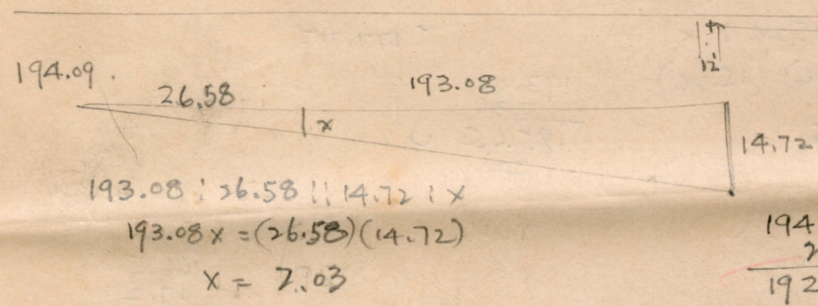 194.09.
26.58
193.08
12
x
14.72
193.08 : 26.58 :: 14.72 : x
193.08x = (26.58)(14.72)
x = 2.03
194
2
192